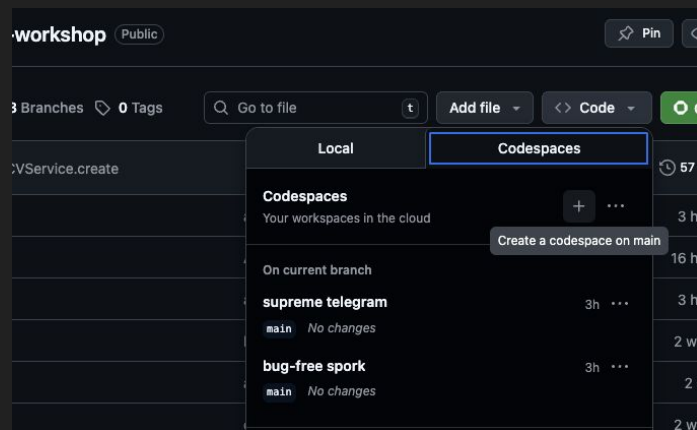 -workshop Public
Pin
3 Branches 0 Tags
Go to file t
Add file
<> Code
Local
Codespaces
CVService.create
57
Codespaces
Your workspaces in the cloud
+ ...
Create a codespace on main
3 h
16 h
On current branch
supreme telegram
3h ...
3 h
main No changes
2 w
bug-free spork
3h ...
2
main No changes
2 w